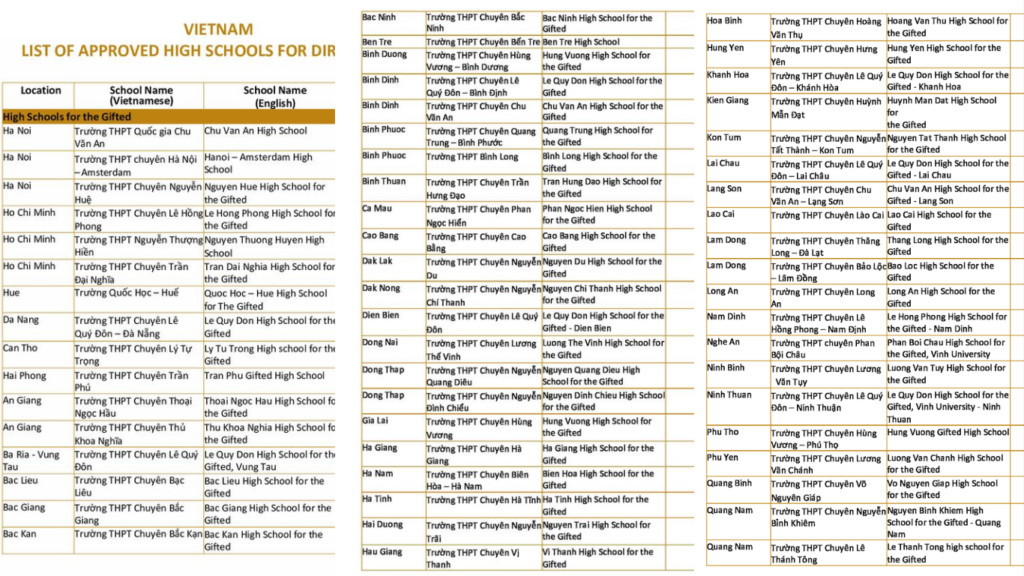 VIETNAM
LIST OF APPROVED HIGH SCHOOLS FOR DIR
Location School Name School Name
(Vietnamese) (English)
High Schools for the Gifted
Ha Noi Trường THPT Quốc gia Chu Chu Van An High School
Văn An
Ha Noi Trường THPT chuyên Hà Nội Hanoi – Amsterdam High
– Amsterdam School
Ha Noi Trường THPT Chuyên Nguyễn Nguyen Hue High School for
Huệ the Gifted
Ho Chi Minh Trường THPT Chuyên Lê Hồng Le Hong Phong High School for
Phong the Gifted
Ho Chi Minh Trường THPT Nguyễn Thượng Nguyen Thuong Huyen High
Hiền School
Ho Chi Minh Trường THPT Chuyên Trần Tran Dai Nghia High School for
Đại Nghĩa the Gifted
Hue Trường Quốc Học – Huế Quoc Hoc – Hue High School
for The Gifted
Da Nang Trường THPT Chuyên Lê Le Quy Don High School for the
Quý Đôn – Đà Nẵng Gifted
Can Tho Trường THPT Chuyên Lý Tự Ly Tu Trong High school for the
Trọng Gifted
Hai Phong Trường THPT Chuyên Trần Tran Phu Gifted High School
Phú
An Giang Trường THPT Chuyên Thoại Thoai Ngoc Hau High School fo
Ngọc Hầu the Gifted
An Giang Trường THPT Chuyên Thủ Thu Khoa Nghia High School fo
Khoa Nghĩa the Gifted
Ba Ria - Vung Trường THPT Chuyên Lê Quý Le Quy Don High School for the
Tau Đôn Gifted, Vung Tau
Bac Lieu Trường THPT Chuyên Bạc Bac Lieu High School for the
Liêu Gifted
Bac Giang Trường THPT Chuyên Bắc Bac Giang High School for the
Giang Gifted
Bac Kan Trường THPT Chuyên Bắc Kạn Bac Kan High School for the
Gifted
Bac Ninh Trường THPT Chuyên Bắc Bac Ninh High School for the
Ninh Gifted
Ben Tre Trường THPT Chuyên Bến Tre Ben Tre High School
Binh Duong Trường THPT Chuyên Hùng Hung Vuong High School for
Vương – Bình Dương the Gifted
Binh Dinh Trường THPT Chuyên Lê Le Quy Don High School for the
Quý Đôn – Bình Định Gifted
Binh Dinh Trường THPT Chuyên Chu Chu Van An High School for the
Văn An Gifted
Binh Phuoc Trường THPT Chuyên Quang Quang Trung High School for
Trung – Bình Phước the Gifted
Binh Phuoc Trường THPT Bình Long Bình Long High School for the
Gifted
Binh Thuan Trường THPT Chuyên Trần Tran Hung Dao High School for
Hưng Đạo the Gifted
Ca Mau Trường THPT Chuyên Phan Phan Ngoc Hien High School
Ngọc Hiển for the Gifted
Cao Bang Trường THPT Chuyên Cao Cao Bang High School for the
Bằng Gifted
Dak Lak Trường THPT Chuyên Nguyễn Nguyen Du High School for the
Du Gifted
Dak Nong Trường THPT Chuyên Nguyễn Nguyen Chi Thanh High School
Chí Thanh for the Gifted
Dien Bien Trường THPT Chuyên Lê Quý Le Quy Don High School for the
Đôn Gifted - Dien Bien
Dong Nai Trường THPT Chuyên Lương Luong The Vinh High School for
Thế Vinh the Gifted
Dong Thap Trường THPT Chuyên Nguyễn Nguyen Quang Dieu High
Quang Diêu School for the Gifted
Dong Thap Trường THPT Chuyên Nguyễn Nguyen Dinh Chieu High School
Đình Chiểu for the Gifted
Gia Lai Trường THPT Chuyên Hùng Hung Vuong High School for
Vương the Gifted
Ha Giang Trường THPT Chuyên Hà Ha Giang High School for the
Giang Gifted
Ha Nam Trường THPT Chuyên Biên Bien Hoa High School for the
Hòa – Hà Nam Gifted
Ha Tinh Trường THPT Chuyên Hà Tĩnh Ha Tinh High School for the
Gifted
Hai Duong Trường THPT Chuyên Nguyễn Nguyen Trai High School for
Trãi the Gifted
Hau Giang Trường THPT Chuyên Vị Vi Thanh High School for the
Thanh Gifted
Hoa Binh Trường THPT Chuyên Hoàng Hoang Van Thu High School for
Văn Thụ the Gifted
Hung Yen Trường THPT Chuyên Hưng Hung Yen High School for the
Yên Gifted
Khanh Hoa Trường THPT Chuyên Lê Quý Le Quy Don High School for the
Đôn – Khánh Hòa Gifted - Khanh Hoa
Kien Giang Trường THPT Chuyên Huỳnh Huynh Man Dat High School
Mẫn Đạt for
the Gifted
Kon Tum Trường THPT Chuyên Nguyễn Nguyen Tat Thanh High School
Tất Thành – Kon Tum for the Gifted
Lai Chau Trường THPT Chuyên Lê Quý Le Quy Don High School for the
Đôn – Lai Châu Gifted - Lai Chau
Lang Son Trường THPT Chuyên Chu Chu Van An High School for the
Văn An – Lạng Sơn Gifted - Lang Son
Lao Cai Trường THPT Chuyên Lào Cai Lao Cai High School for the
Gifted
Lam Dong Trường THPT Chuyên Thăng Thang Long High School for the
Long – Đà Lạt Gifted
Lam Dong Trường THPT Chuyên Bảo Lộc Bao Loc High School for the
– Lâm Đồng Gifted
Long An Trường THPT Chuyên Long Long An High School for the
An Gifted
Nam Dinh Trường THPT Chuyên Lê Le Hong Phong High School for
Hồng Phong – Nam Định the Gifted - Nam Dinh
Nghe An Trường THPT chuyên Phan Phan Boi Chau High School for
Bội Châu the Gifted, Vinh University
Ninh Binh Trường THPT Chuyên Lương Luong Van Tuy High School for
Văn Tụy the Gifted
Ninh Thuan Trường THPT Chuyên Lê Quý Le Quy Don High School for the
Đôn – Ninh Thuận Gifted, Vinh University - Ninh
Thuan
Phu Tho Trường THPT Chuyên Hùng Hung Vuong Gifted High School
Vương – Phú Thọ
Phu Yen Trường THPT Chuyên Lương Luong Van Chanh High School
Văn Chánh for the Gifted
Quang Binh Trường THPT Chuyên Võ Vo Nguyen Giap High School
Nguyên Giáp for the Gifted
Quang Nam Trường THPT Chuyên Nguyễn Nguyen Binh Khiem High
Bỉnh Khiêm School for the Gifted - Quang
Nam
Quang Nam Trường THPT Chuyên Lê Le Thanh Tong high school for
Thánh Tông the Gifted